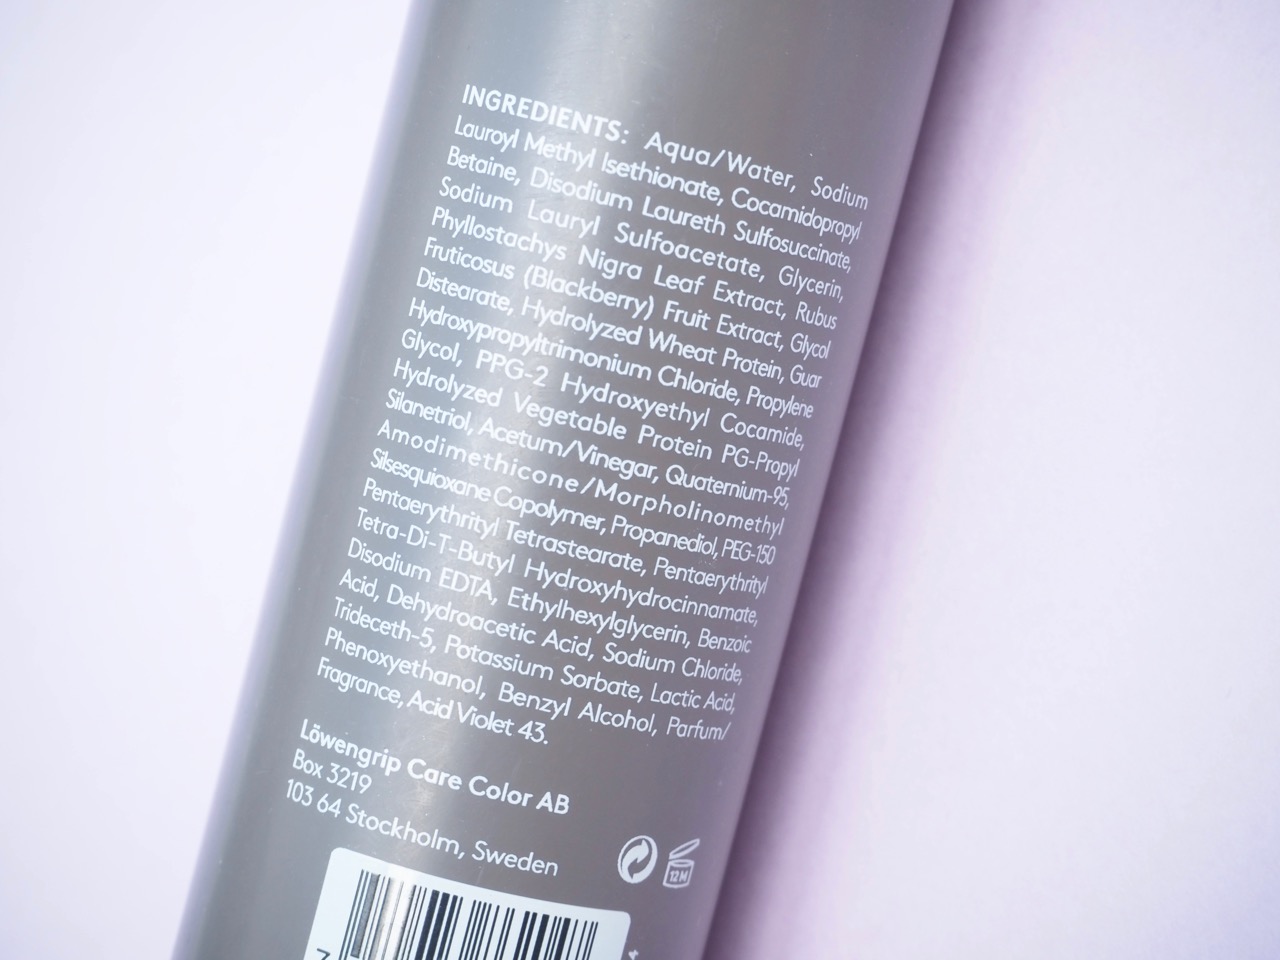 INGREDIENTS: Aqua/Water, Sodium
Lauroyl Methyl Isethionate, Cocamidopropyl
Betaine, Disodium Laureth Sulfosuccinate,
Sodium Lauryl Sulfoacetate, Glycerin,
Phyllostachys Nigra Leaf Extract, Rubus
Fruticosus (Blackberry) Fruit Extract, Glycol
Distearate, Hydrolyzed Wheat Protein, Guar
Hydroxypropyltrimonium Chloride, Propylene
Glycol, PPG-2 Hydroxyethyl Cocamide,
Hydrolyzed Vegetable Protein PG-Propyl
Silanetriol, Acetum/Vinegar, Quaternium-95,
Amodimethicone/Morpholinomethyl
Silsesquioxane Copolymer, Propanediol, PEG-150
Pentaerythrityl Tetrastearate, Pentaerythrityl
Tetra-Di-T-Butyl Hydroxyhydrocinnamate,
Disodium EDTA, Ethylhexylglycerin, Benzoic
Acid, Dehydroacetic Acid, Sodium Chloride,
Trideceth-5, Potassium Sorbate, Lactic Acid,
Phenoxyethanol, Benzyl Alcohol, Parfum/
Fragrance, Acid Violet 43.
Löwengrip Care Color AB
Box 3219
103 64 Stockholm, Sweden
12M